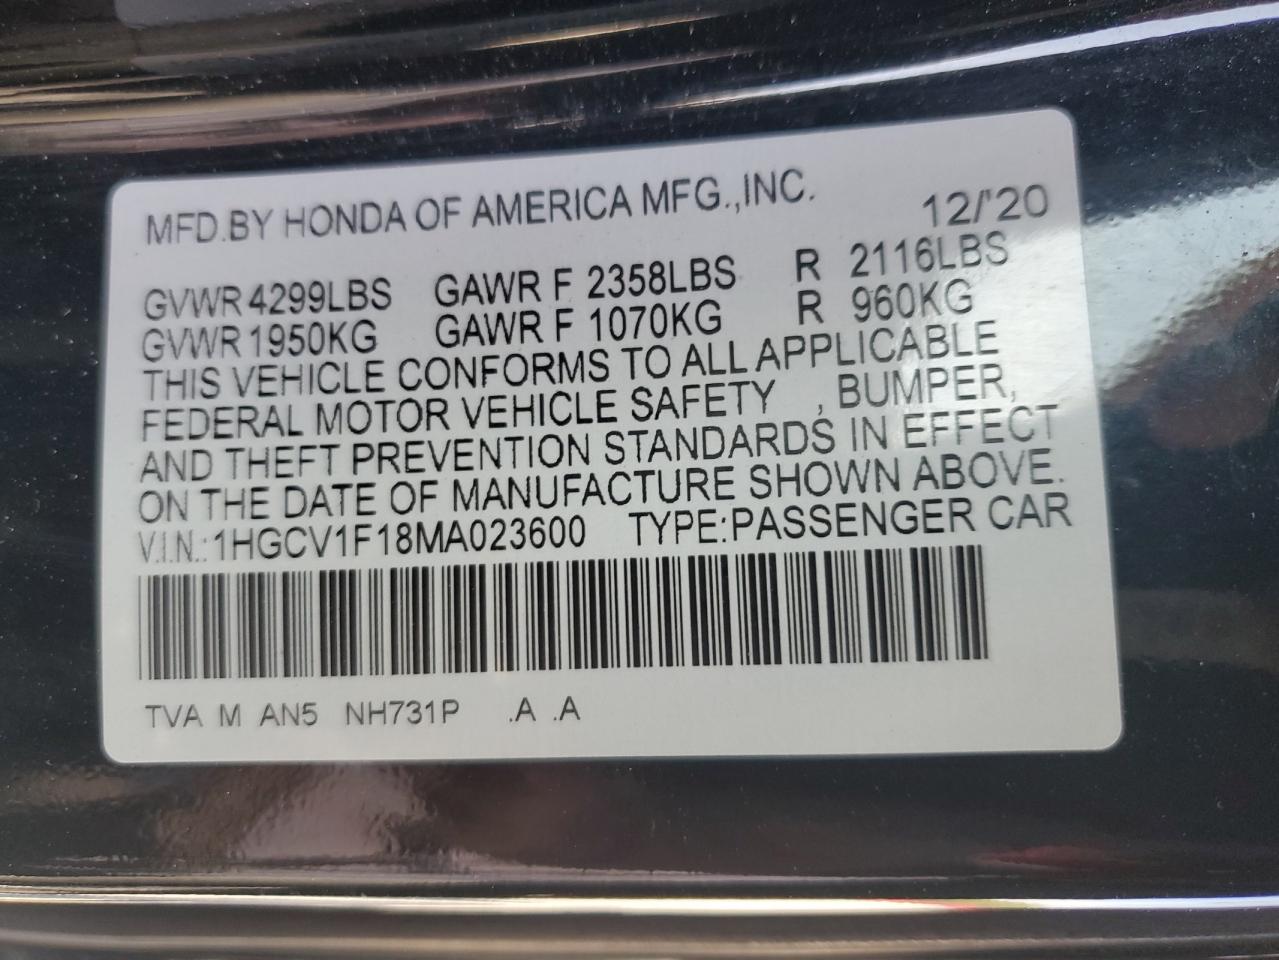 MFD.BY HONDA OF AMERICA MFG.,INC. 12/'20
GVWR 4299LBS GAWR F 2358LBS R 2116LBS
GVWR 1950KG GAWR F 1070KG R 960KG
THIS VEHICLE CONFORMS TO ALL APPLICABLE
FEDERAL MOTOR VEHICLE SAFETY , BUMPER,
AND THEFT PREVENTION STANDARDS IN EFFECT
ON THE DATE OF MANUFACTURE SHOWN ABOVE.
V.I.N.:1HGCV1F18MA023600 TYPE:PASSENGER CAR
TVA M AN5 NH731P .A .A